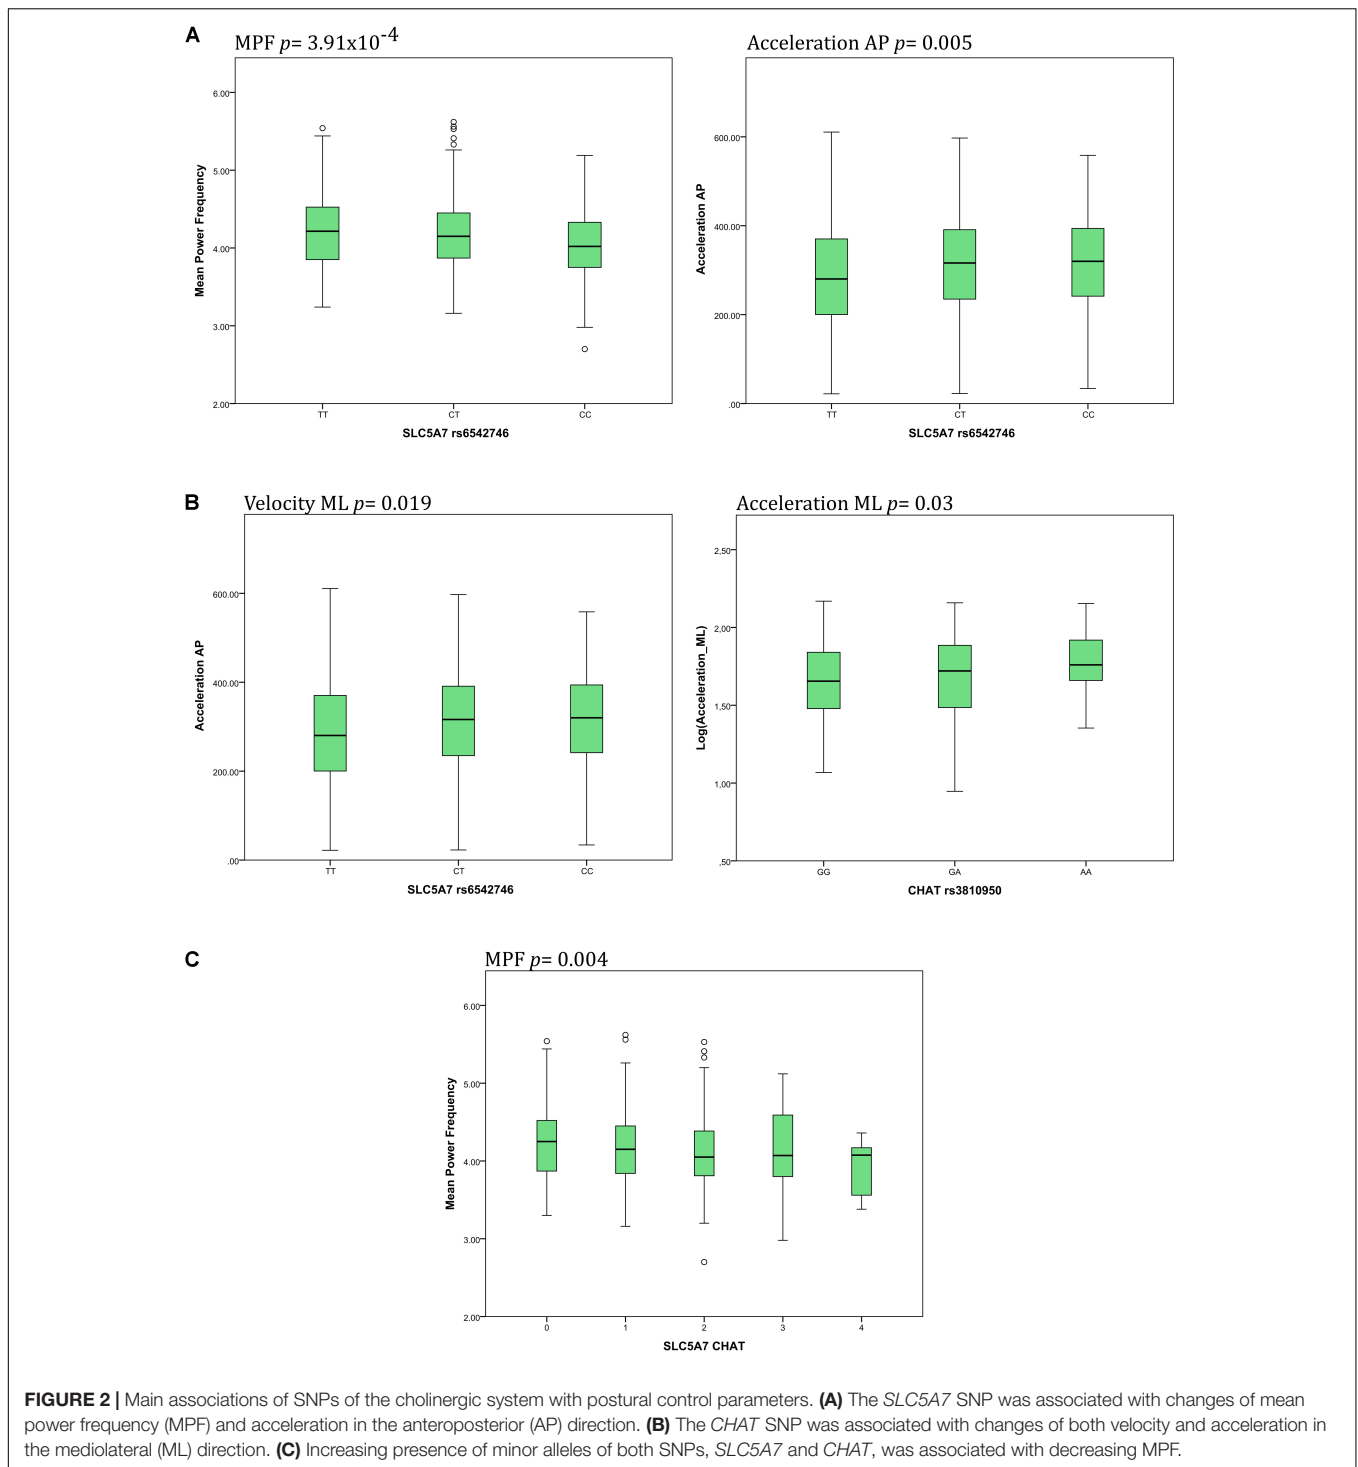 A
MPF p= 3.91x10-4
6.00
5.00
4.00
3.00
2.00
Mean Power Frequency
TT CT CC
SLC5A7 rs6542746
Acceleration AP p= 0.005
600.00
400.00
200.00
.00
Acceleration AP
TT CT CC
SLC5A7 rs6542746
B
Velocity ML p= 0.019
600.00
400.00
200.00
.00
Acceleration AP
TT CT CC
SLC5A7 rs6542746
Acceleration ML p= 0.03
2,50
2,00
1,50
1,00
,50
Log(Acceleration_ML)
GG GA AA
CHAT rs3810950
C
MPF p= 0.004
6.00
5.00
4.00
3.00
2.00
Mean Power Frequency
0 1 2 3 4
SLC5A7 CHAT
FIGURE 2 | Main associations of SNPs of the cholinergic system with postural control parameters. (A) The SLC5A7 SNP was associated with changes of mean
power frequency (MPF) and acceleration in the anteroposterior (AP) direction. (B) The CHAT SNP was associated with changes of both velocity and acceleration in
the mediolateral (ML) direction. (C) Increasing presence of minor alleles of both SNPs, SLC5A7 and CHAT, was associated with decreasing MPF.